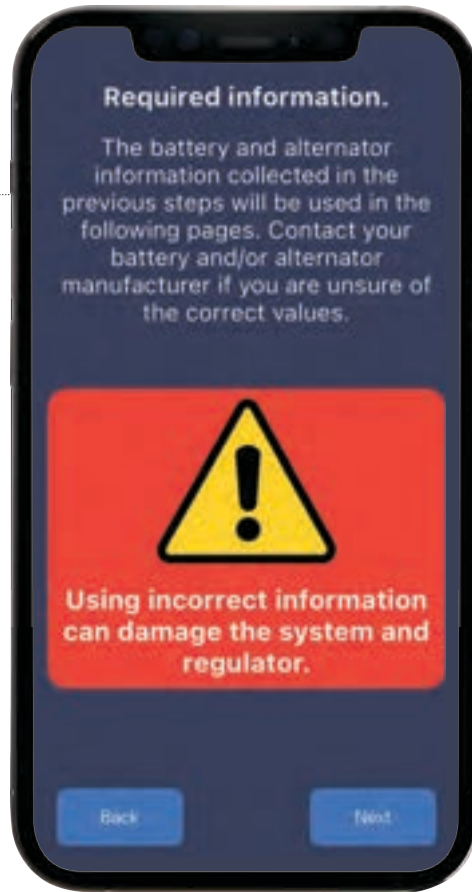 Required information.
The battery and alternator
information collected in the
previous steps will be used in the
following pages. Contact your
battery and/or alternator
manufacturer if you are unsure of
the correct values.
Using incorrect information
can damage the system and
regulator.
Back
Next